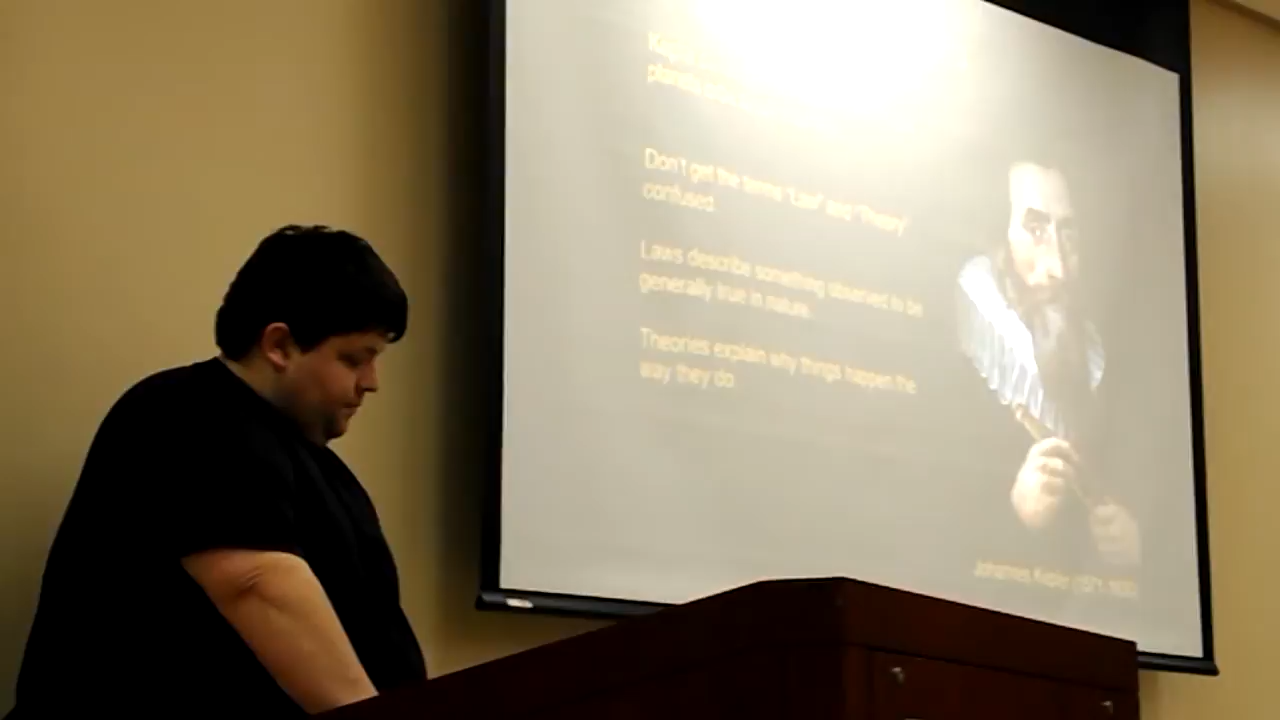 Don't get the terms "Law" and "Theory"
confused
Laws describe something observed to be
generally true in nature.
Theories explain why things happen the
way they do
Johannes Kepler